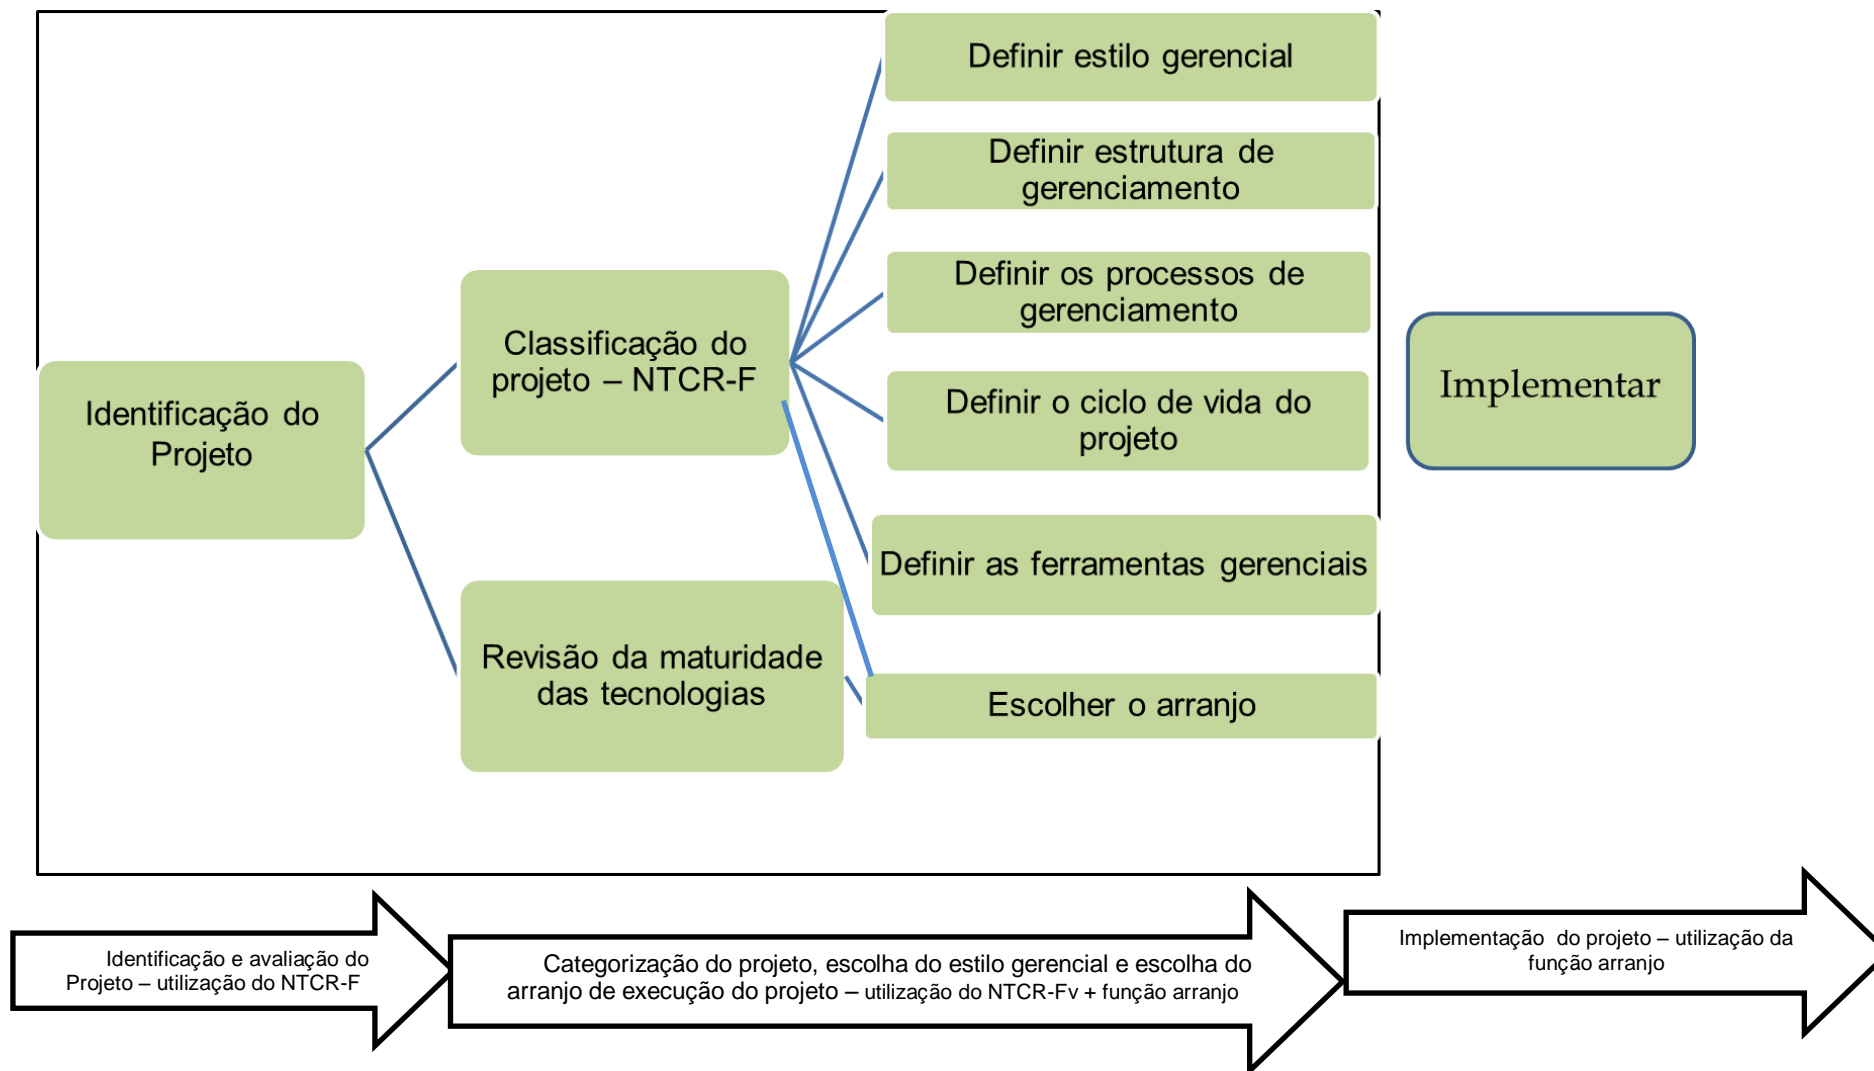 Definir estilo gerencial
Definir estrutura de
gerenciamento
Definir os processos de
gerenciamento
Classificação do
projeto – NTCR-F
Implementar
Identificação do
Projeto
Definir o ciclo de vida do
projeto
Definir as ferramentas gerenciais
Revisão da maturidade
das tecnologias
Escolher o arranjo
Identificação e avaliação do
Projeto – utilização do NTCR-F
Categorização do projeto, escolha do estilo gerencial e escolha do
arranjo de execução do projeto – utilização do NTCR-Fv + função arranjo
Implementação do projeto – utilização da
função arranjo